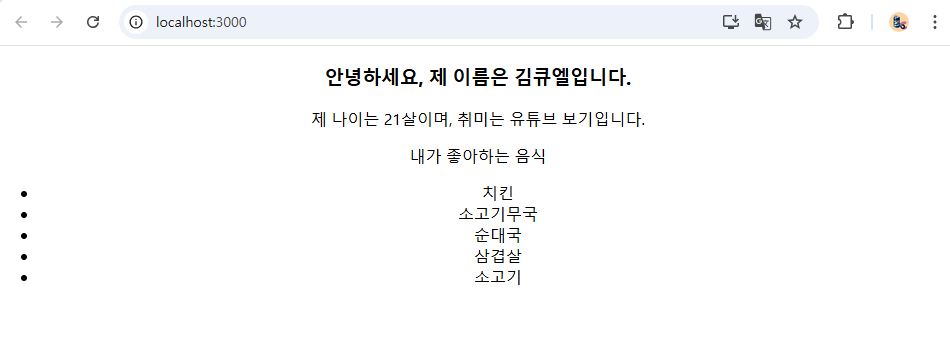 localhost:3000
안녕하세요, 제 이름은 김큐엘입니다.
제 나이는 21살이며, 취미는 유튜브 보기입니다.
내가 좋아하는 음식
치킨
소고기무국
순대국
삼겹살
소고기